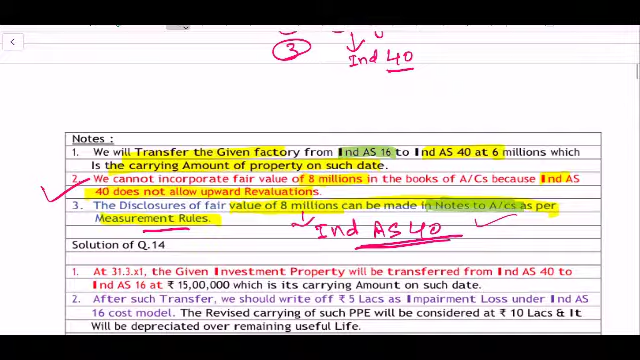 3
Ind 40
Notes :
1. We will Transfer the Given factory from Ind AS 16 to Ind AS 40 at 6 millions which
Is the carrying Amount of property on such date.
2. We cannot incorporate fair value of 8 millions in the books of A/Cs because Ind AS
40 does not allow upward Revaluations.
3. The Disclosures of fair value of 8 millions can be made in Notes to A/cs as per
Measurement Rules.
Ind AS 40
Solution of Q.14
1. At 31.3.x1, the Given Investment Property will be transferred from Ind AS 40 to
Ind AS 16 at ₹ 15,00,000 which is its carrying Amount on such date.
2. After such Transfer, we should write off ₹ 5 Lacs as Impairment Loss under Ind AS
16 cost model. The Revised carrying of such PPE will be considered at ₹ 10 Lacs & It
Will be depreciated over remaining useful Life.